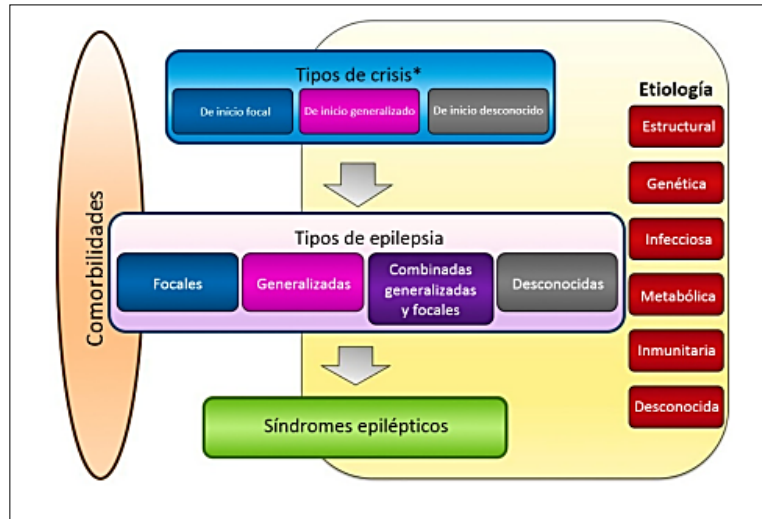 Comorbilidades
Tipos de crisis*
De inicio focal
De inicio generalizado
De inicio desconocido
Tipos de epilepsia
Focales
Generalizadas
Combinadas
generalizadas
y focales
Desconocidas
Síndromes epilépticos
Etiología
Estructural
Genética
Infecciosa
Metabólica
Inmunitaria
Desconocida